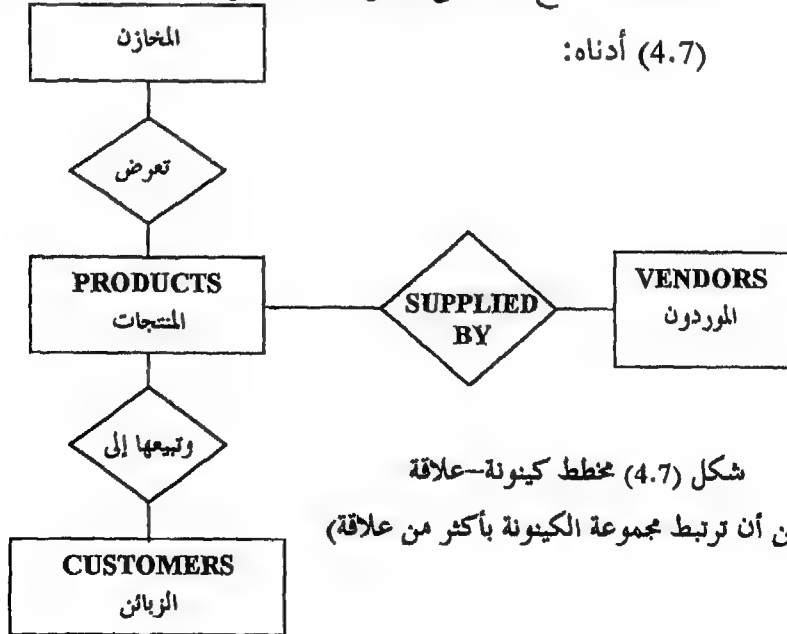 المخازن
(4.7) أدناه:
تعرض
PRODUCTS
المنتجات
SUPPLIED
BY
VENDORS
الموردون
وتبيعها إلى
شكل (4.7) مخطط كينونة-علاقة
أن ترتبط مجموعة الكينونة بأكثر من علاقة)
CUSTOMERS
الزبائن